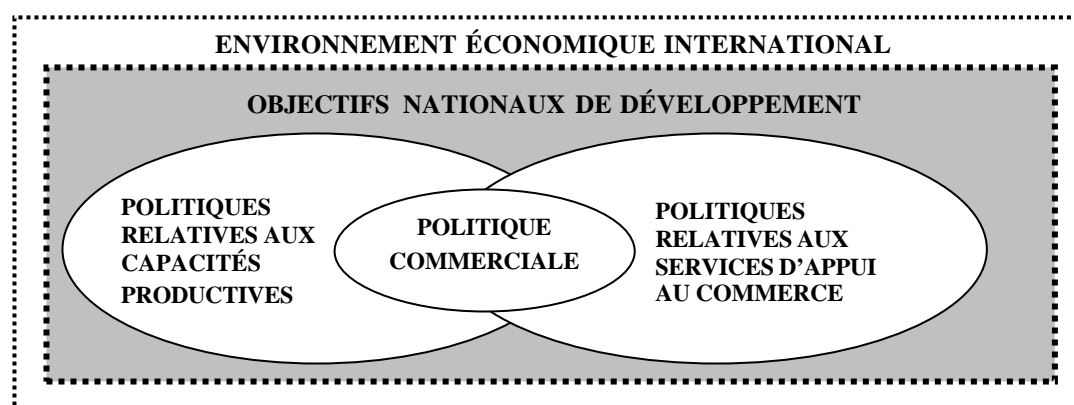 ENVIRONNEMENT ÉCONOMIQUE INTERNATIONAL
OBJECTIFS NATIONAUX DE DÉVELOPPEMENT
POLITIQUES
RELATIVES AUX
CAPACITÉS
PRODUCTIVES
POLITIQUE
COMMERCIALE
POLITIQUES
RELATIVES AUX
SERVICES D'APPUI
AU COMMERCE